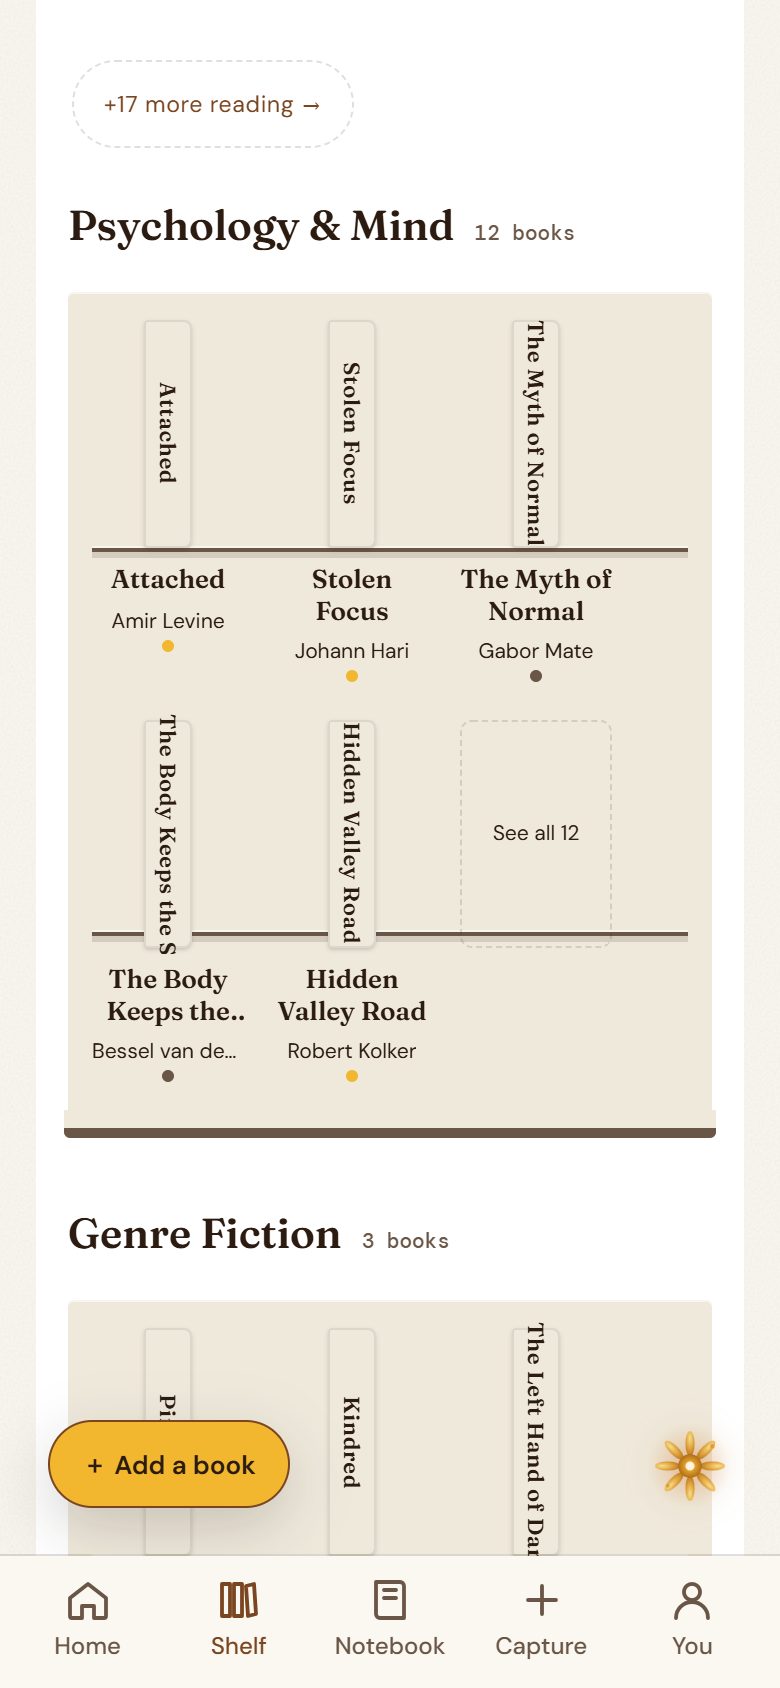 +17 more reading →
Psychology & Mind 12 books
Attached
Stolen Focus
The Myth of Normal
Attached
Amir Levine
Stolen
Focus
Johann Hari
The Myth of
Normal
Gabor Mate
The Body Keeps the S
Hidden Valley Road
See all 12
The Body
Keeps the..
Bessel van de...
Hidden
Valley Road
Robert Kolker
Genre Fiction 3 books
Pi
Kindred
The Left Hand of Dar
+ Add a book
Home
Shelf
Notebook
Capture
You